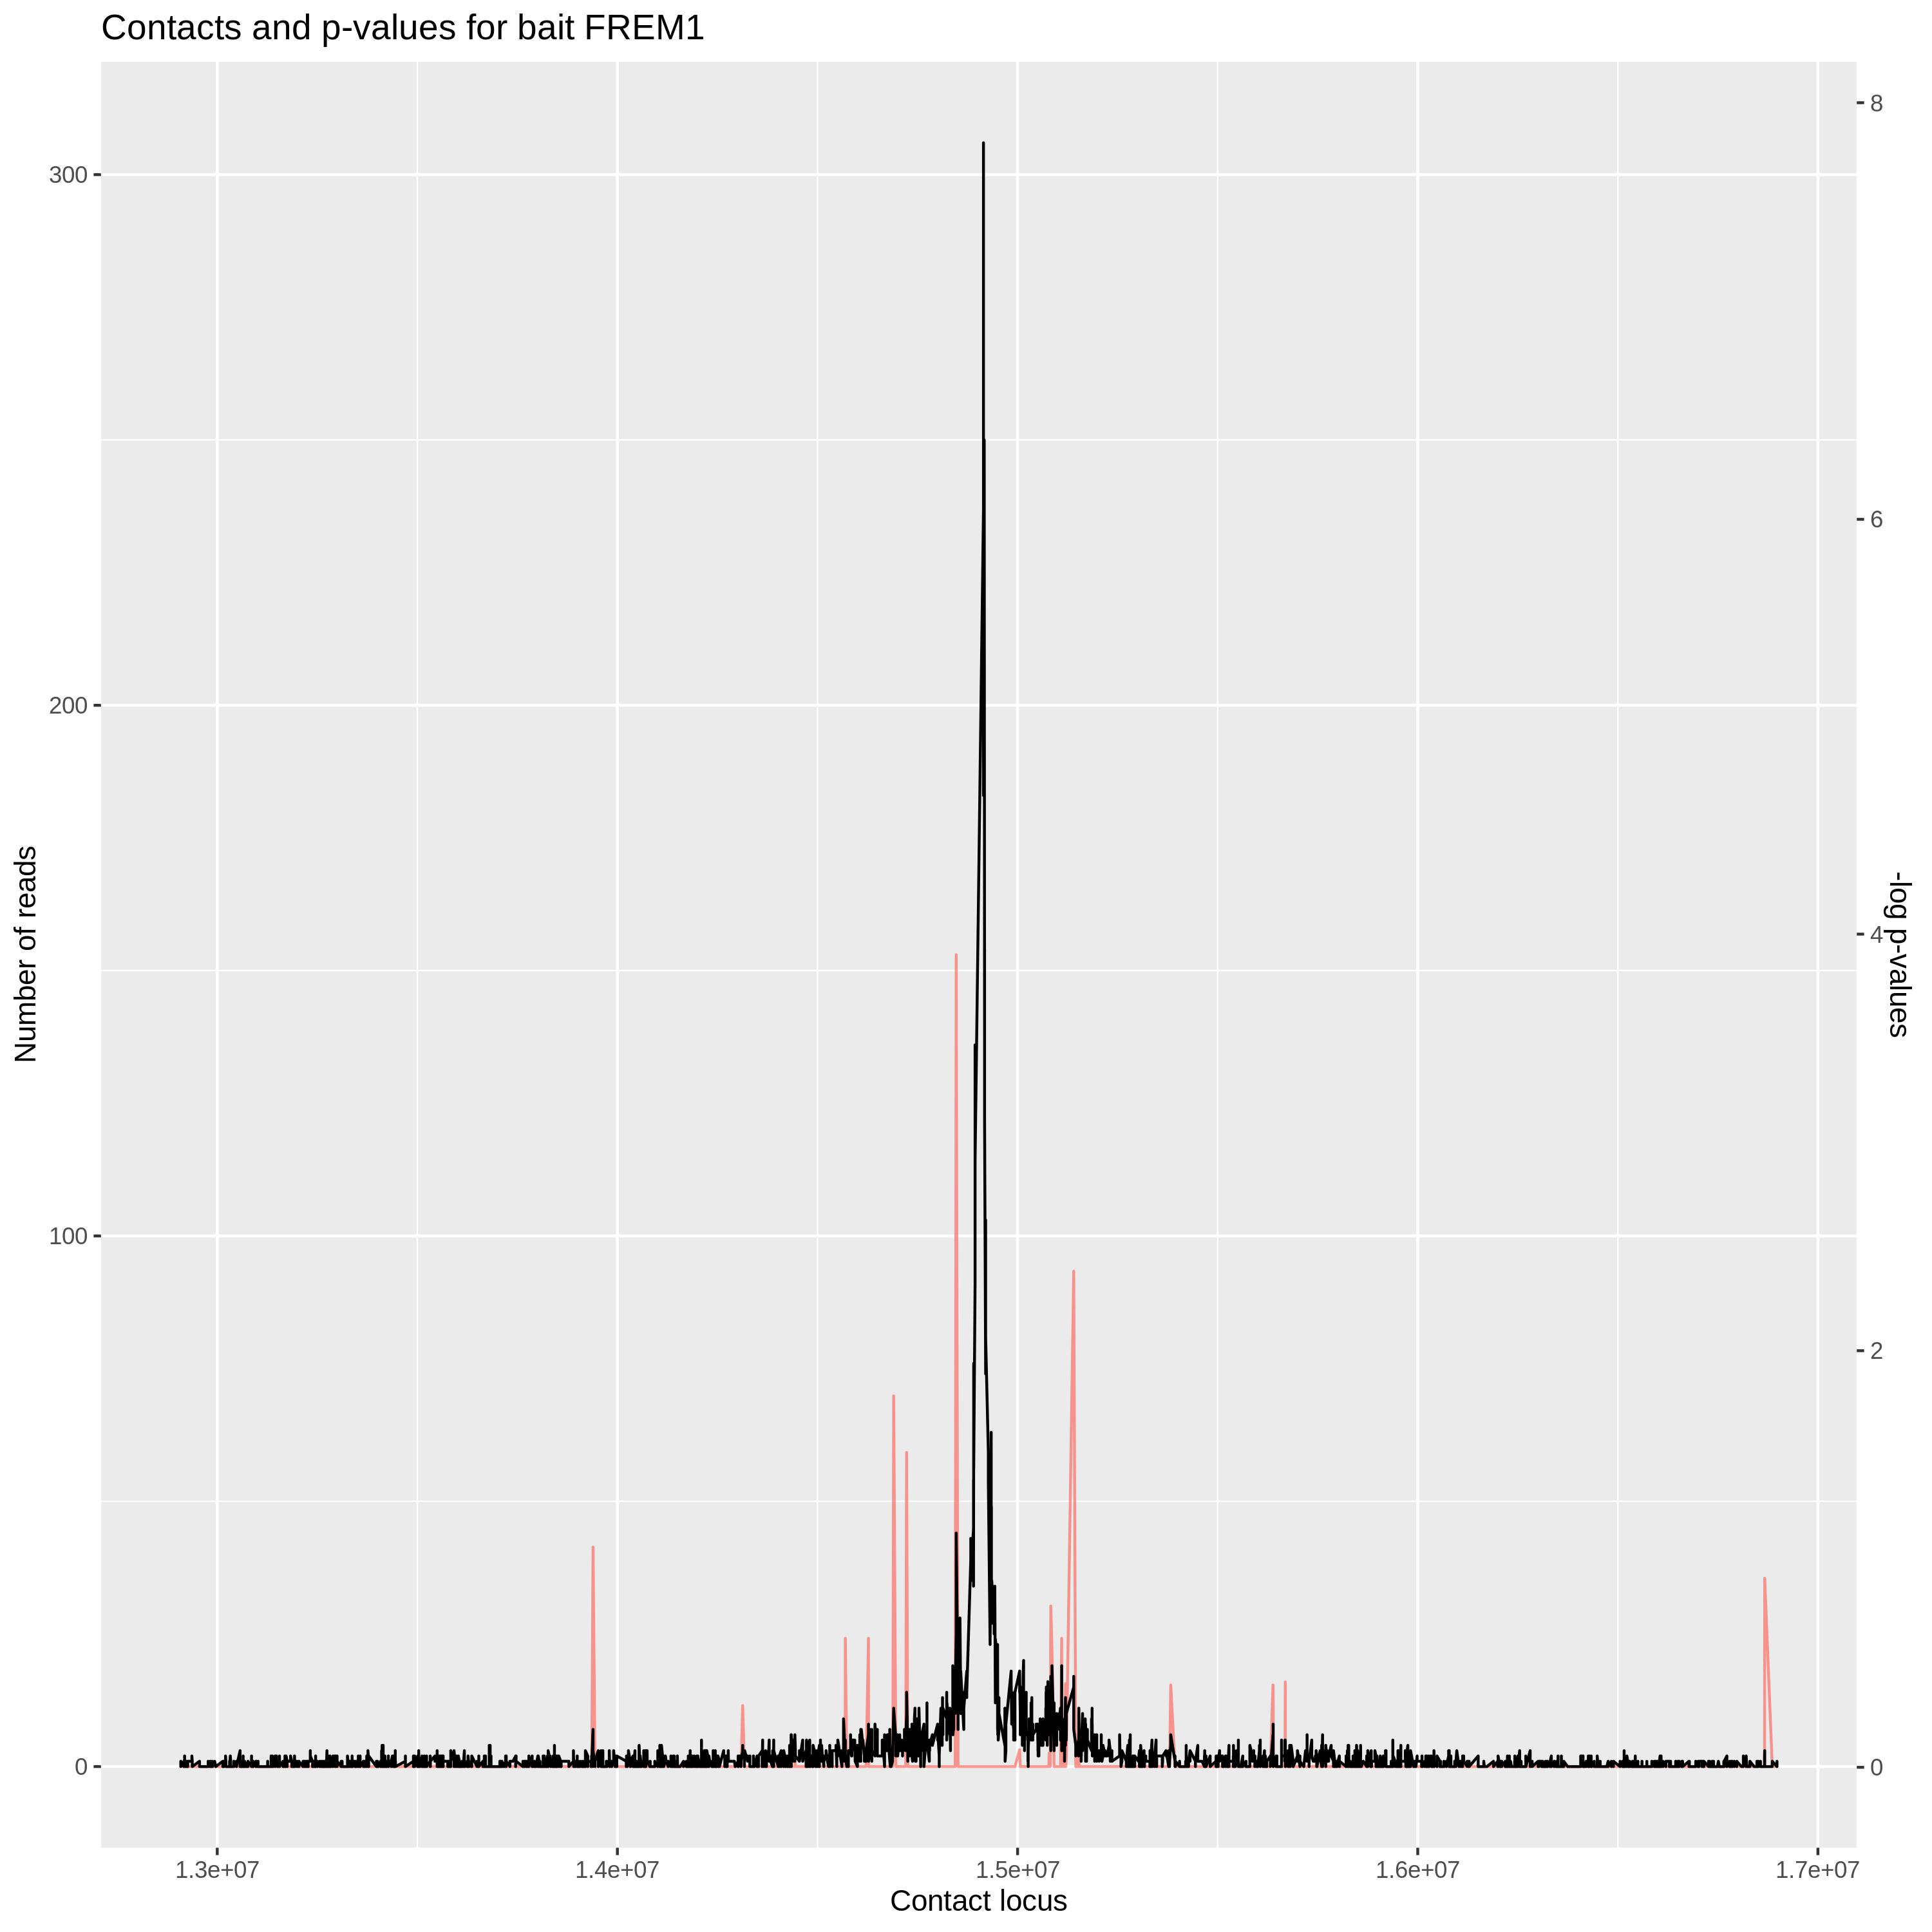 Contacts and p-values for bait FREM1
300
200
100
0
Number of reads
8
6
4
2
0
-log p-values
1.3e+07
1.4e+07
1.5e+07
1.6e+07
1.7e+07
Contact locus